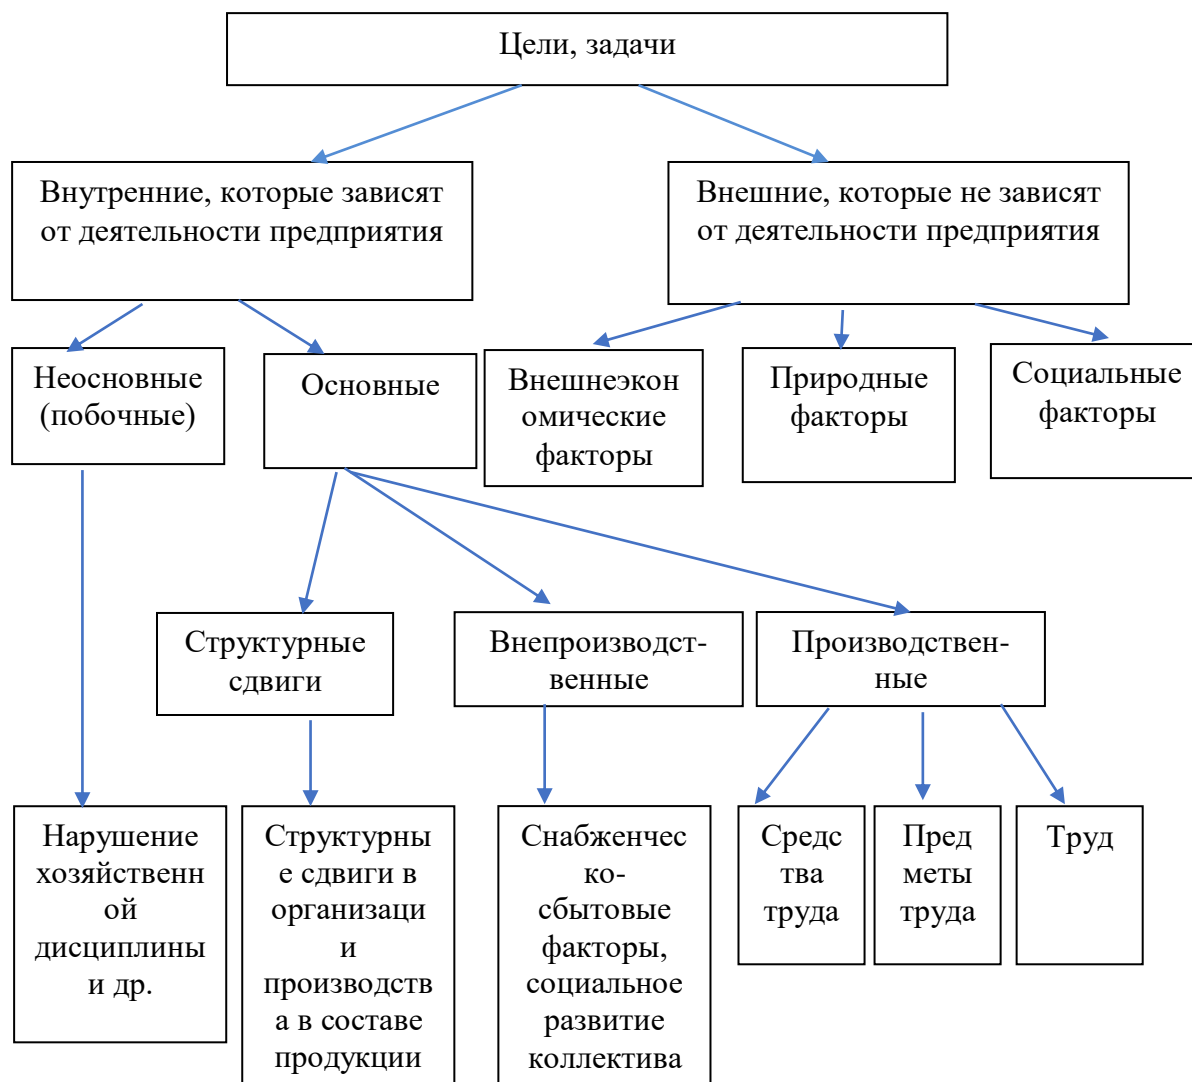 Цели, задачи
Внутренние, которые зависят
от деятельности предприятия
Внешние, которые не зависят
от деятельности предприятия
Неосновные
(побочные)
Основные
Внешнеэкон
омические
факторы
Природные
факторы
Социальные
факторы
Структурные
сдвиги
Внепроизводст-
венные
Производствен-
ные
Нарушение
хозяйственн
ой
дисциплины
и др.
Структурны
е сдвиги в
организаци
и
производств
а в составе
продукции
Снабженчес
ко-
сбытовые
факторы,
социальное
развитие
коллектива
Средс
тва
труда
Пред
меты
труда
Труд